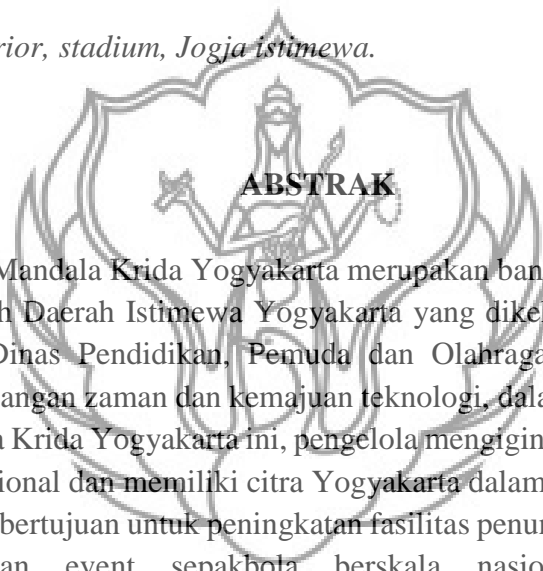 rior, stadium, Jogja istimewa.
ABSTRAK
Mandala Krida Yogyakarta merupakan ban
h Daerah Istimewa Yogyakarta yang dikel
Dinas Pendidikan, Pemuda dan Olahraga
angan zaman dan kemajuan teknologi, dala
a Krida Yogyakarta ini, pengelola mengigin
ional dan memiliki citra Yogyakarta dalam
bertujuan untuk peningkatan fasilitas penun
an event sepakbola berskala nasio